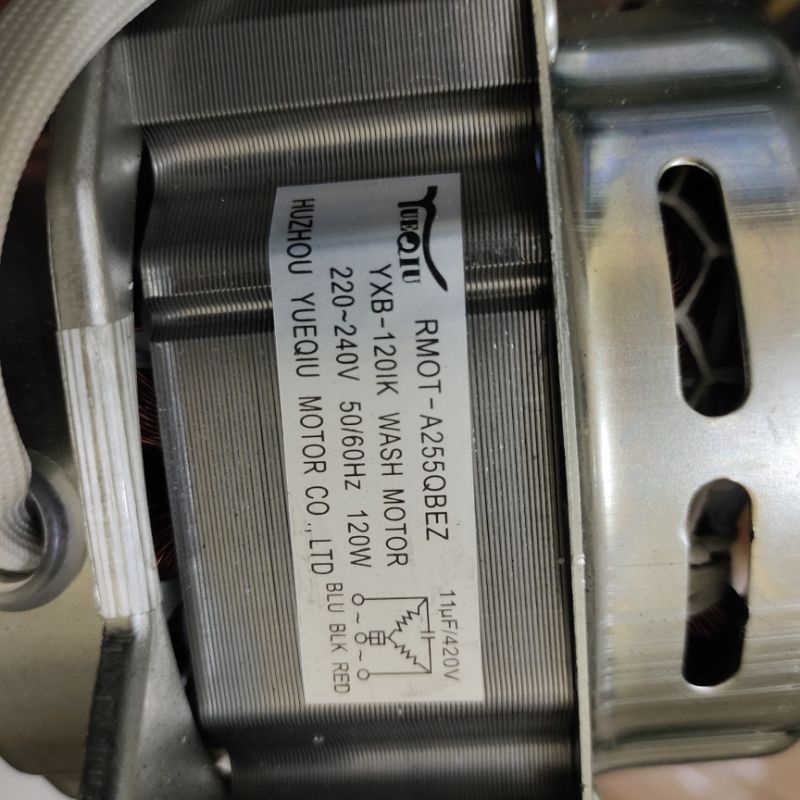 YUEQIU
RMOT-A255QBEZ
YXB-120IK WASH MOTOR
220~240V 50/60Hz 120W
HUZHOU YUEQIU MOTOR CO.,LTD
11μF/420V
~ ~
BLU BLK RED